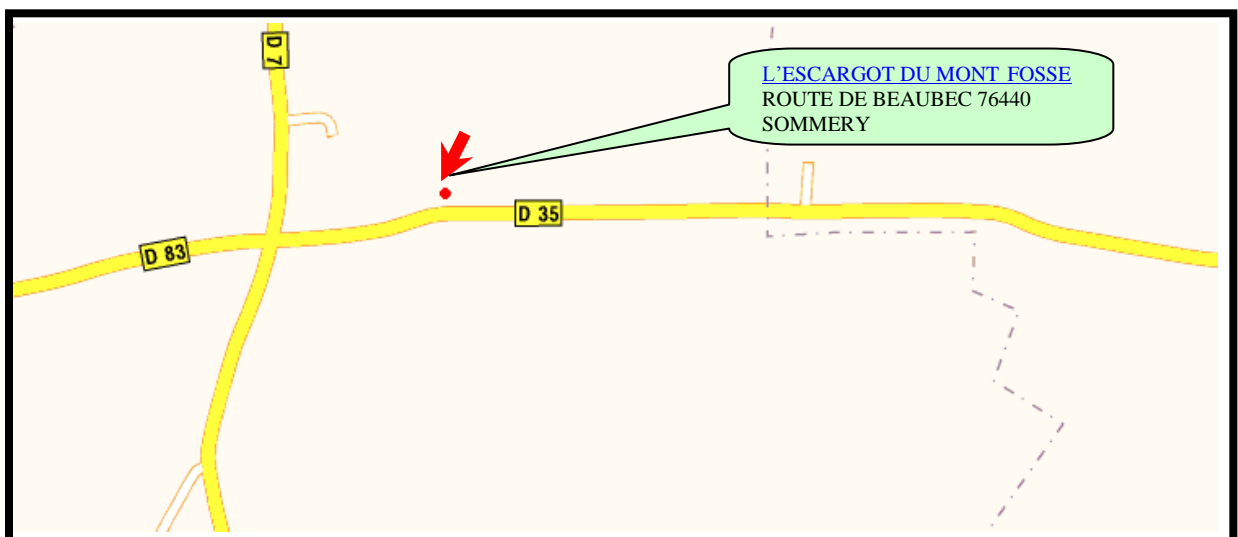 D 7
L'ESCARGOT DU MONT FOSSE
ROUTE DE BEAUBEC 76440
SOMMERY
D 35
D 83